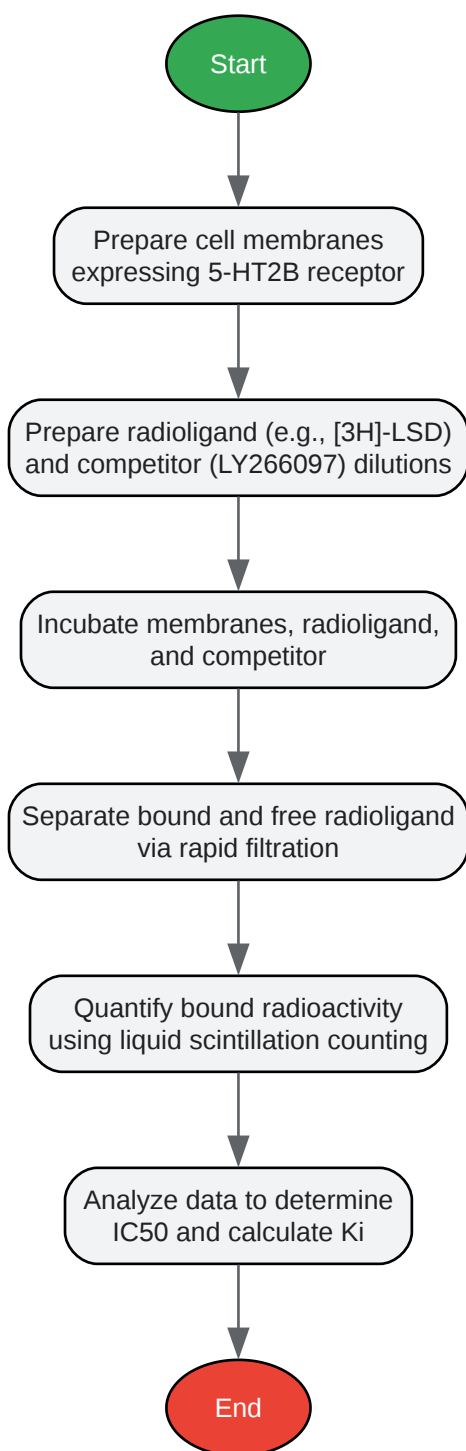 Start
Prepare cell membranes
expressing 5-HT2B receptor
Prepare radioligand (e.g., [3H]-LSD)
and competitor (LY266097) dilutions
Incubate membranes, radioligand,
and competitor
Separate bound and free radioligand
via rapid filtration
Quantify bound radioactivity
using liquid scintillation counting
Analyze data to determine
IC50 and calculate Ki
End